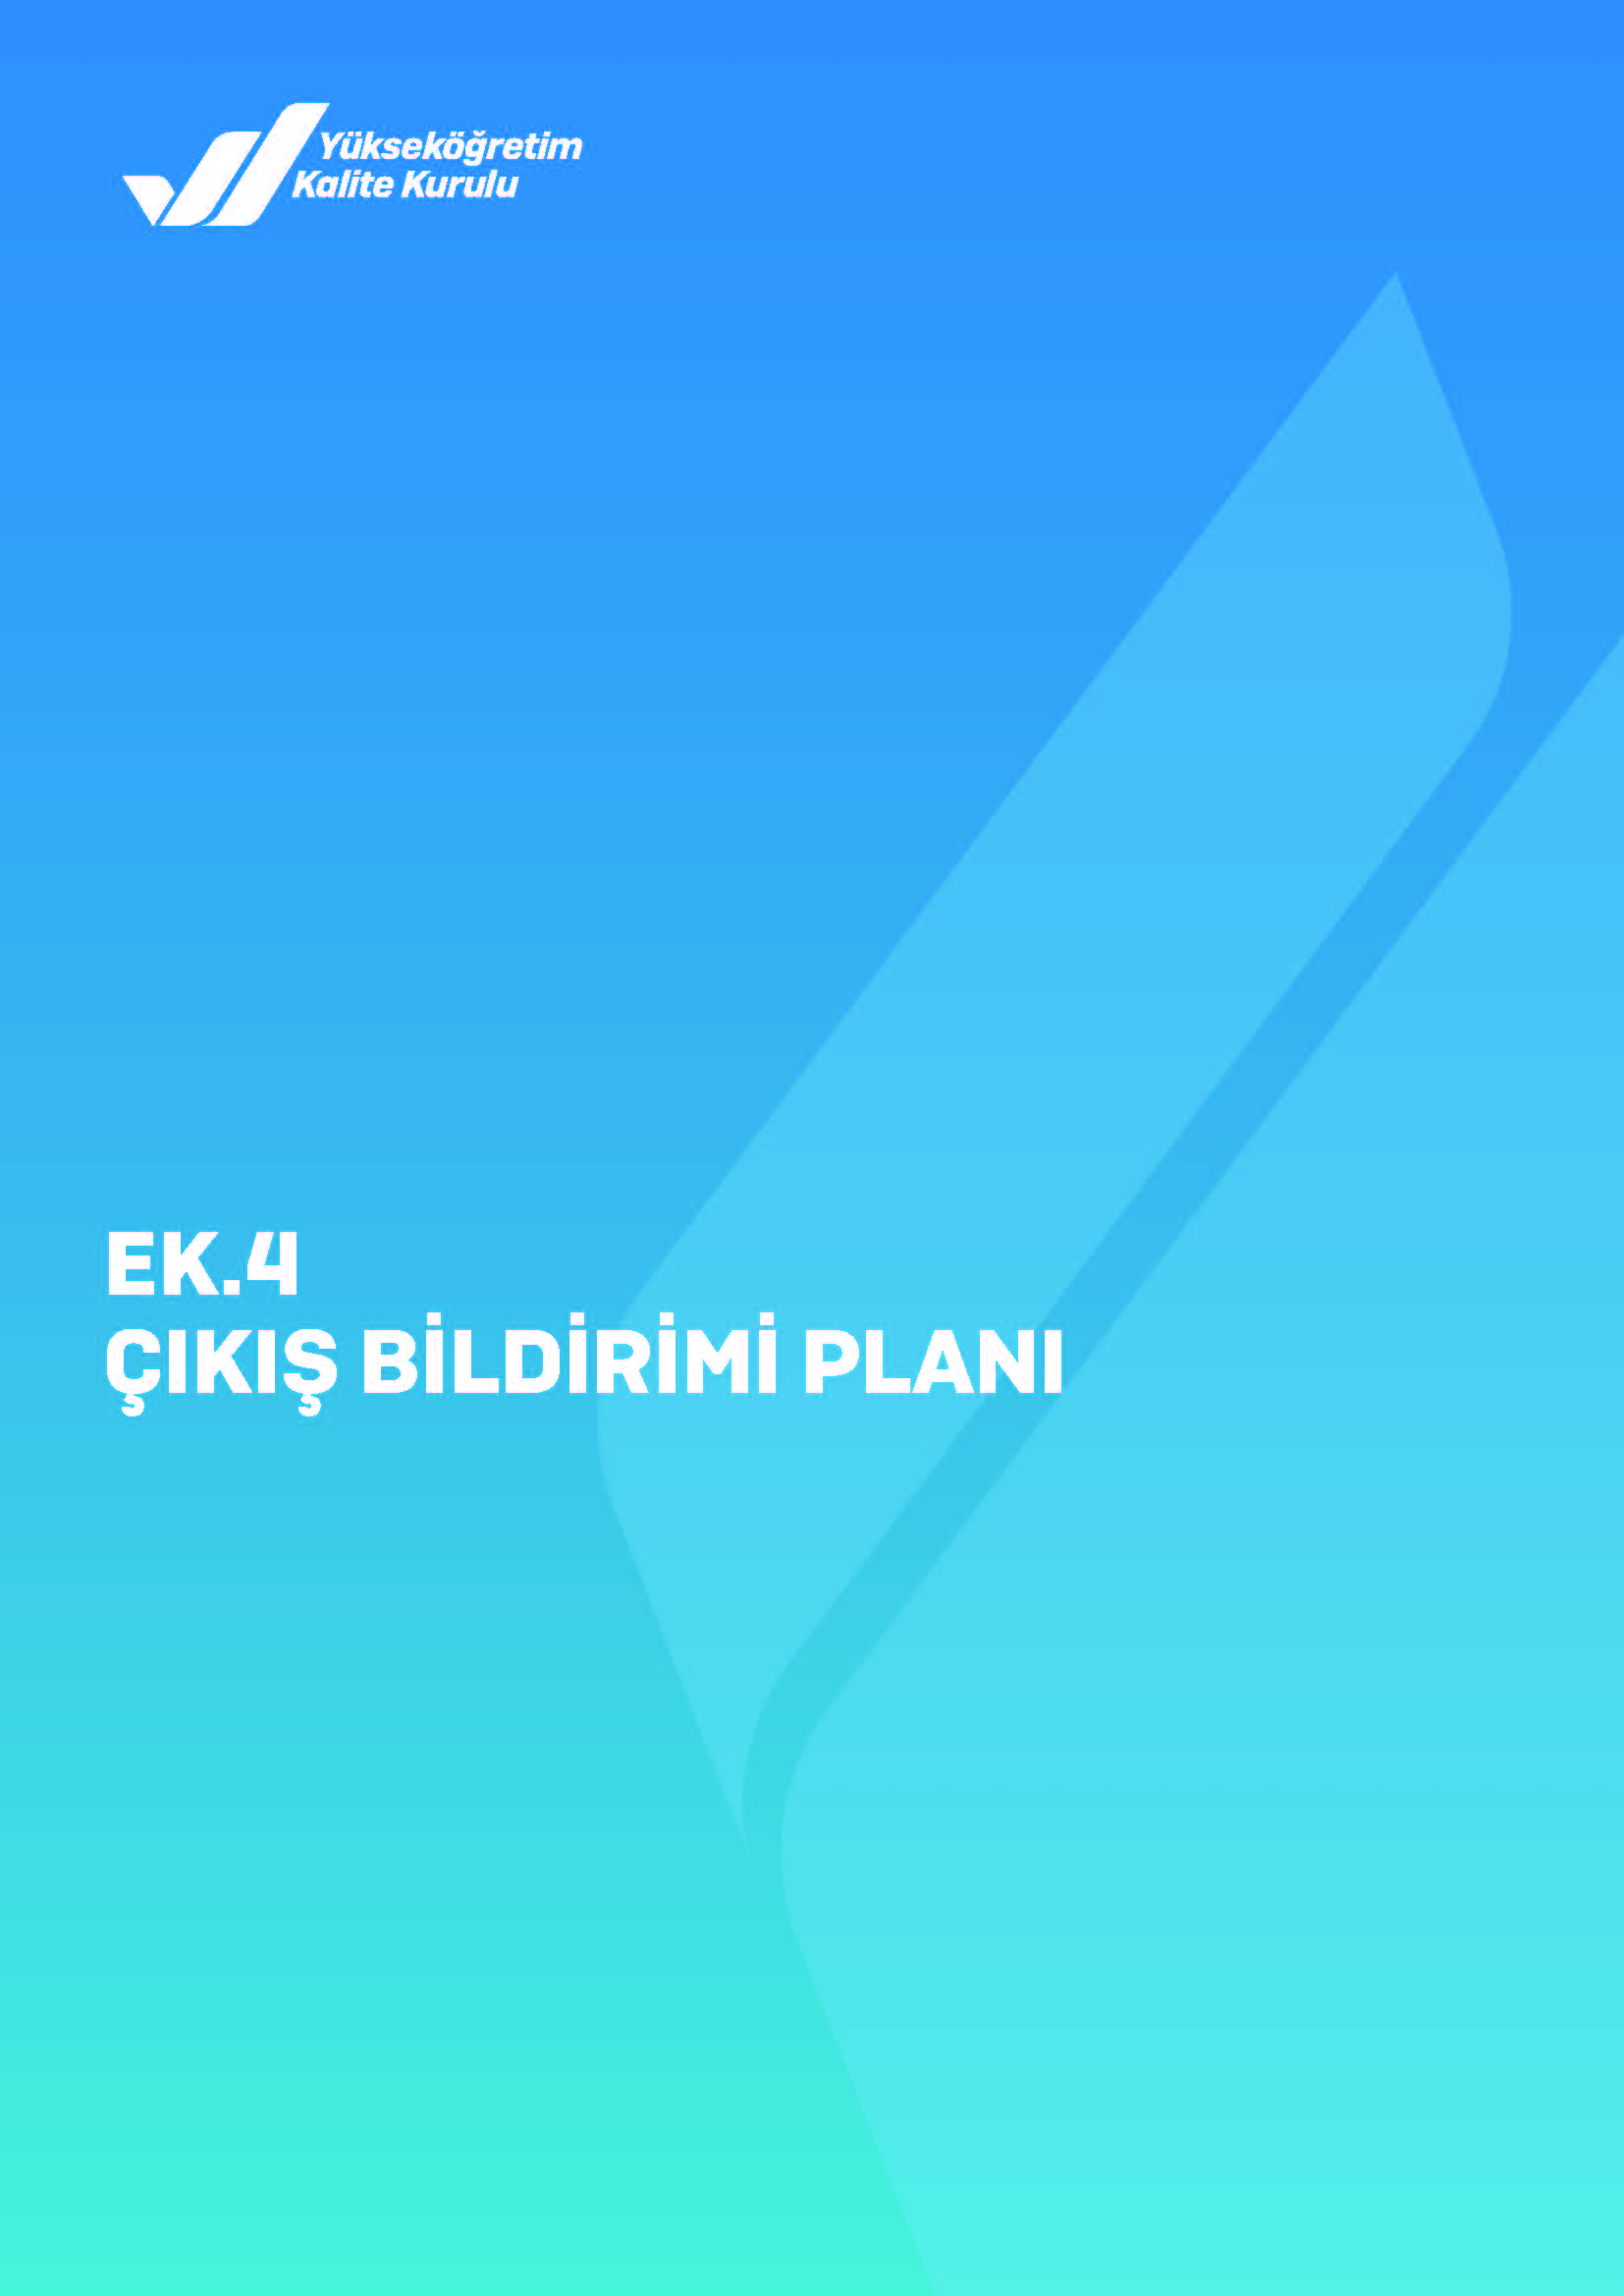 Yükseköğretim
Kalite Kurulu
EK.4
ÇIKIŞ BİLDİRİMİ PLANI